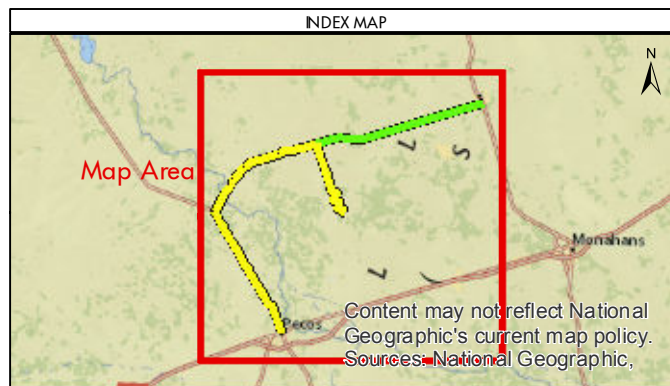 INDEX MAP
N
Map Area
S
L
Monahans
L
Pecos
Content may not reflect National
Geographic's current map policy.
Sources: National Geographic,